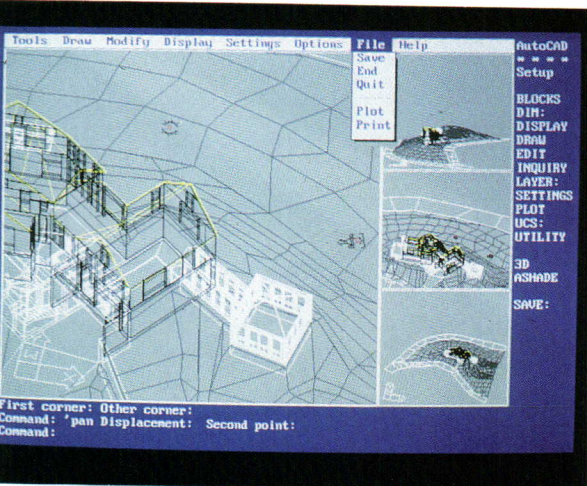 Tools Draw Modify Display Settings Options File Help
Save
End
Quit
Plot
Print
AutoCAD
* * * *
Setup
BLOCKS
DIM:
DISPLAY
DRAW
EDIT
INQUIRY
LAYER:
SETTINGS
PLOT
UCS:
UTILITY
3D
ASHADE
SAVE:
First corner: Other corner:
Command: 'pan Displacement: Second point:
Command: